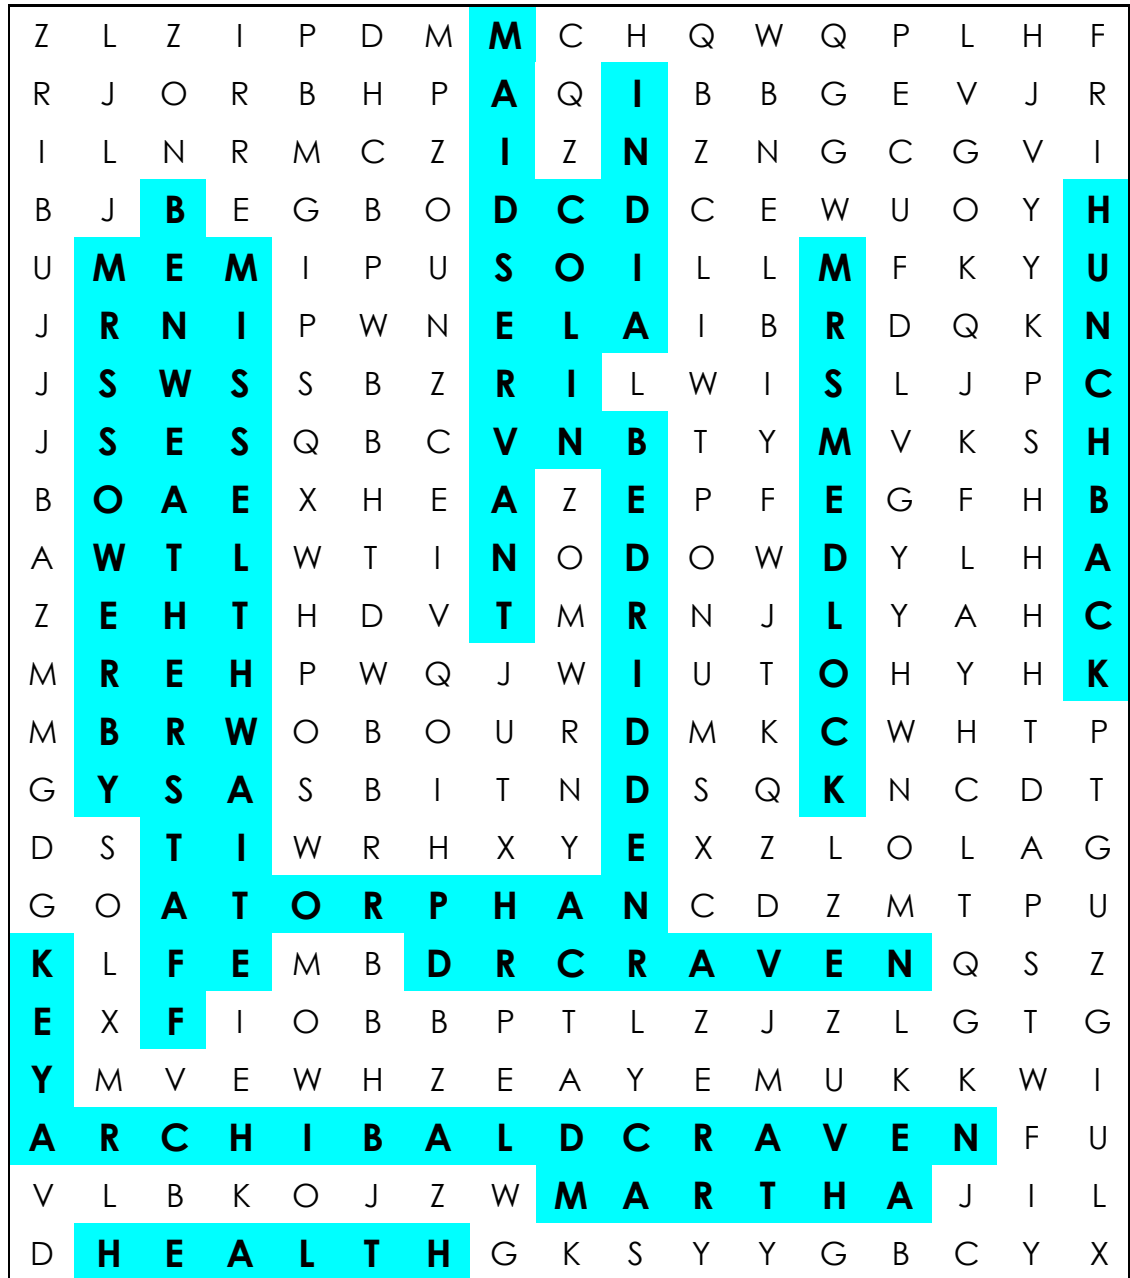 Z L Z I P D M M C H Q W Q P L H F
R J O R B H P A Q I B B G E V J R
I L N R M C Z I Z N Z N G C G V I
B J B E G B O D C D C E W U O Y H
U M E M I P U S O I L L M F K Y U
J R N I P W N E L A I B R D Q K N
J S W S S B Z R I L W I S L J P C
J S E S Q B C V N B T Y M V K S H
B O A E X H E A Z E P F E G F H B
A W T L W T I N O D O W D Y L H A
Z E H T H D V T M R N J L Y A H C
M R E H P W Q J W I U T O H Y H K
M B R W O B O U R D M K C W H T P
G Y S A S B I T N D S Q K N C D T
D S T I W R H X Y E X Z L O L A G
G O A T O R P H A N C D Z M T P U
K L F E M B D R C R A V E N Q S Z
E X F I O B B P T L Z J Z L G T G
Y M V E W H Z E A Y E M U K K W I
A R C H I B A L D C R A V E N F U
V L B K O J Z W M A R T H A J I L
D H E A L T H G K S Y Y G B C Y X